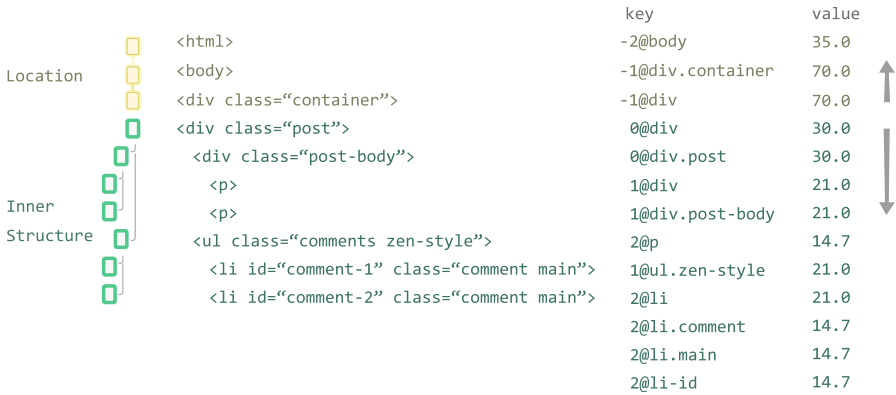 key value
<html> -2@body 35.0
Location <body> -1@div.container 70.0
<div class=“container”> -1@div 70.0
<div class=“post”> 0@div 30.0
<div class=“post-body”> 0@div.post 30.0
<p> 1@div 21.0
Inner <p> 1@div.post-body 21.0
Structure <ul class=“comments zen-style”> 2@p 14.7
<li id=“comment-1” class=“comment main”> 1@ul.zen-style 21.0
<li id=“comment-2” class=“comment main”> 2@li 21.0
2@li.comment 14.7
2@li.main 14.7
2@li-id 14.7